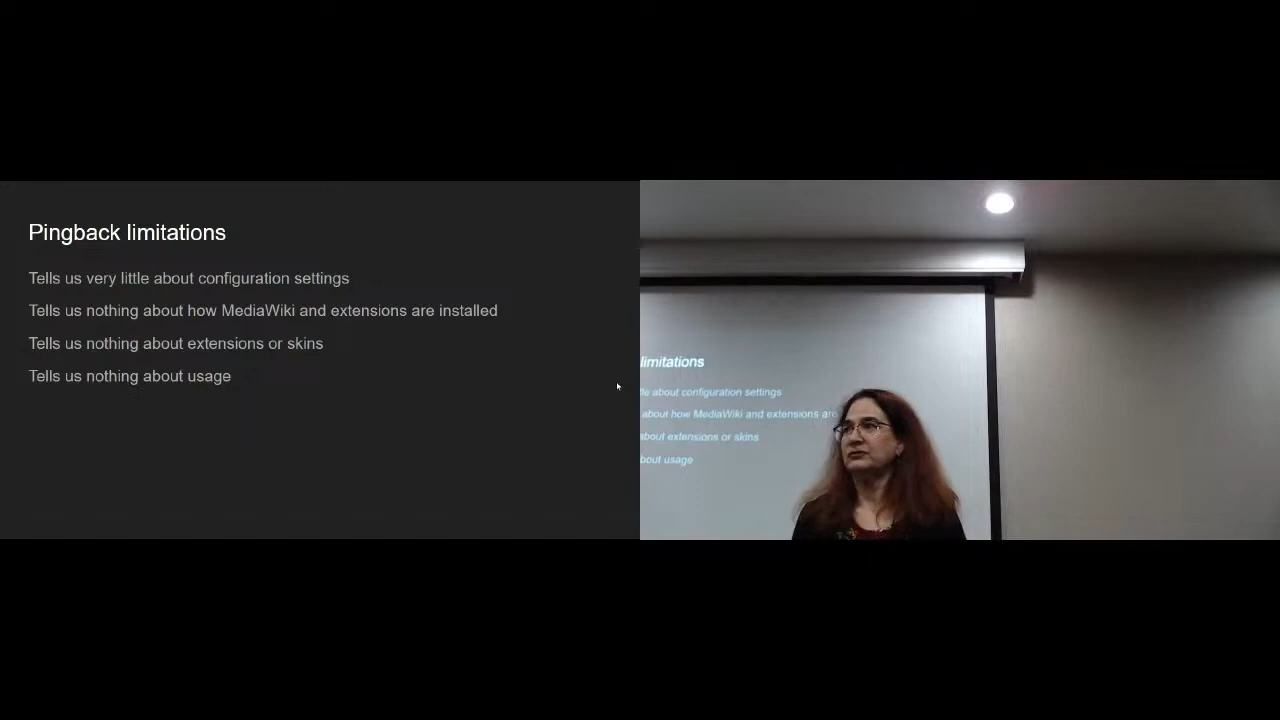 Pingback limitations
Tells us very little about configuration settings
Tells us nothing about how MediaWiki and extensions are installed
Tells us nothing about extensions or skins
Tells us nothing about usage
limitations
about configuration settings
about how MediaWiki and extensions are
about extensions or skins
about usage